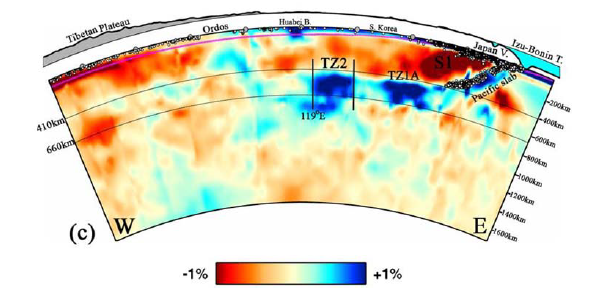 Tibetan Plateau
Ordos
Huabei B.
S. Korea
Japan V.
Izu-Bonin T.
S1
TZ2
TZ1A
Pacific slab
119°E
410km
660km
200km
400km
600km
800km
1000km
1200km
1400km
1600km
(c)
W
E
-1%
+1%